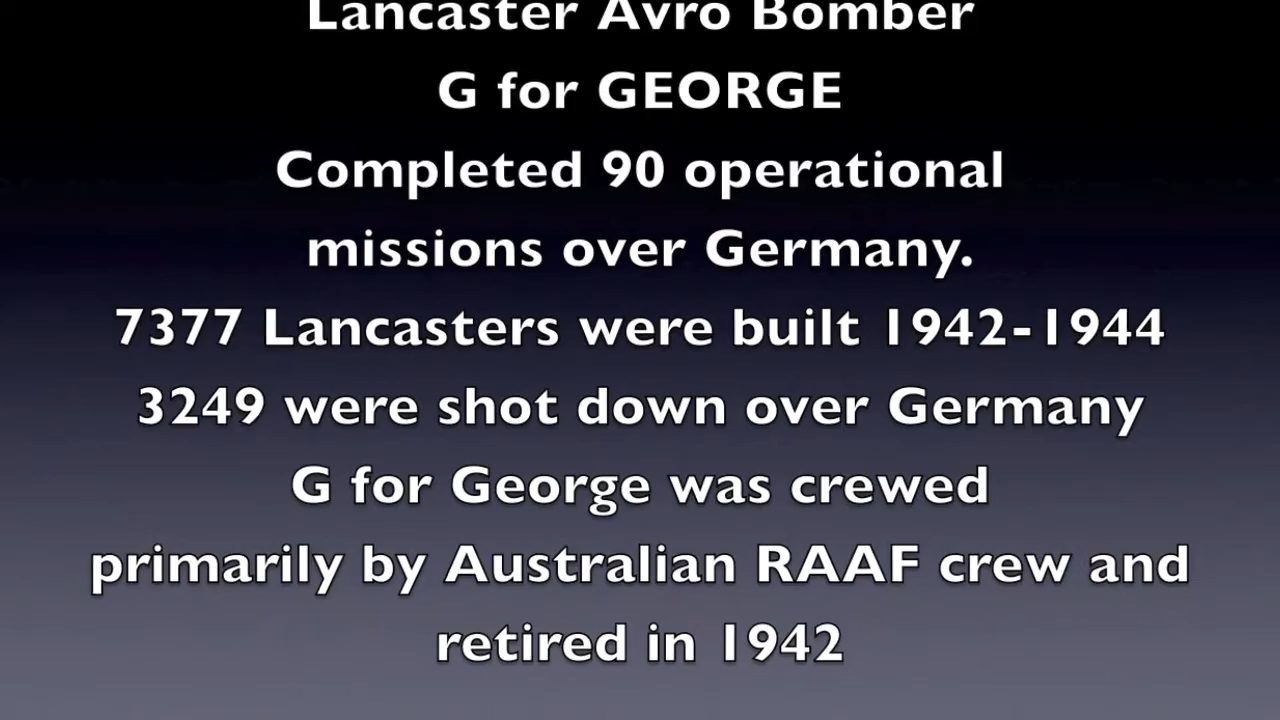 Lancaster Avro Bomber
G for GEORGE
Completed 90 operational
missions over Germany.
7377 Lancasters were built 1942-1944
3249 were shot down over Germany
G for George was crewed
primarily by Australian RAAF crew and
retired in 1942